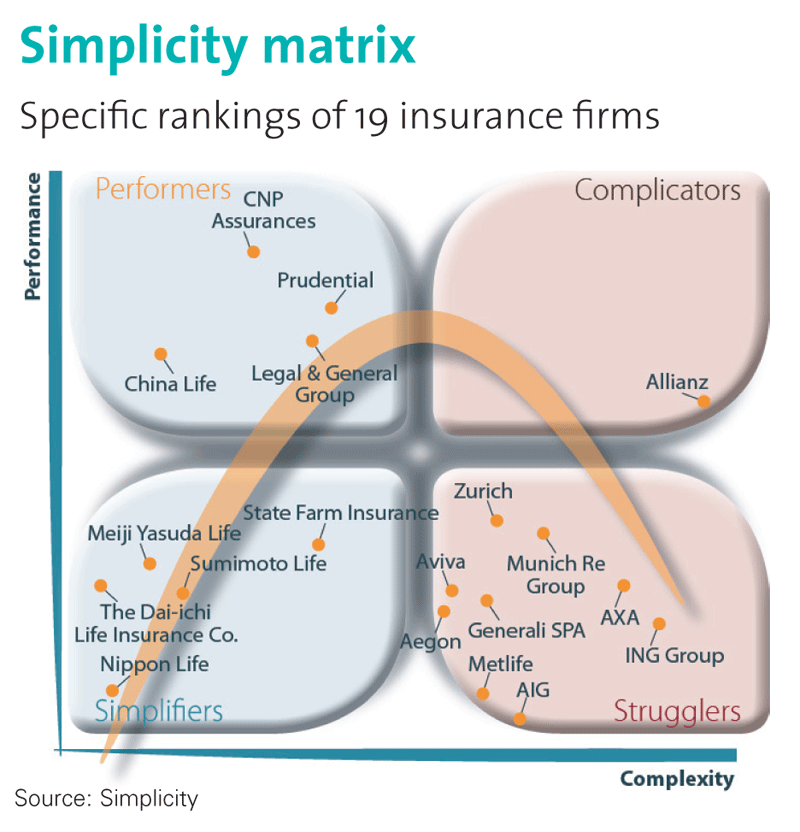 Simplicity matrix
Specific rankings of 19 insurance firms
Performance
Performers
CNP
Assurances
Prudential
China Life
Legal & General
Group
Complicators
Allianz
State Farm Insurance
Meiji Yasuda Life
Sumimoto Life
The Dai-ichi
Life Insurance Co.
Nippon Life
Simplifiers
Zurich
Aviva
Munich Re
Group
AXA
Aegon
Generali SPA
ING Group
Metlife
AIG
Strugglers
Complexity
Source: Simplicity